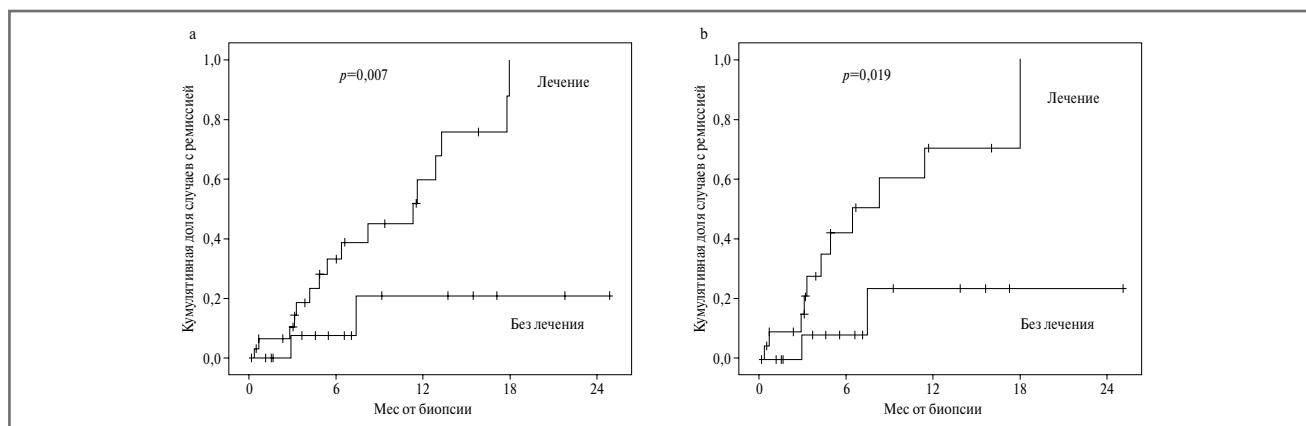 a
Кумулятивная доля случаев с ремиссией
1,0
0,8
0,6
0,4
0,2
0,0
p=0,007
Лечение
Без лечения
0 6 12 18 24
Мес от биопсии
b
Кумулятивная доля случаев с ремиссией
1,0
0,8
0,6
0,4
0,2
0,0
p=0,019
Лечение
Без лечения
0 6 12 18 24
Мес от биопсии